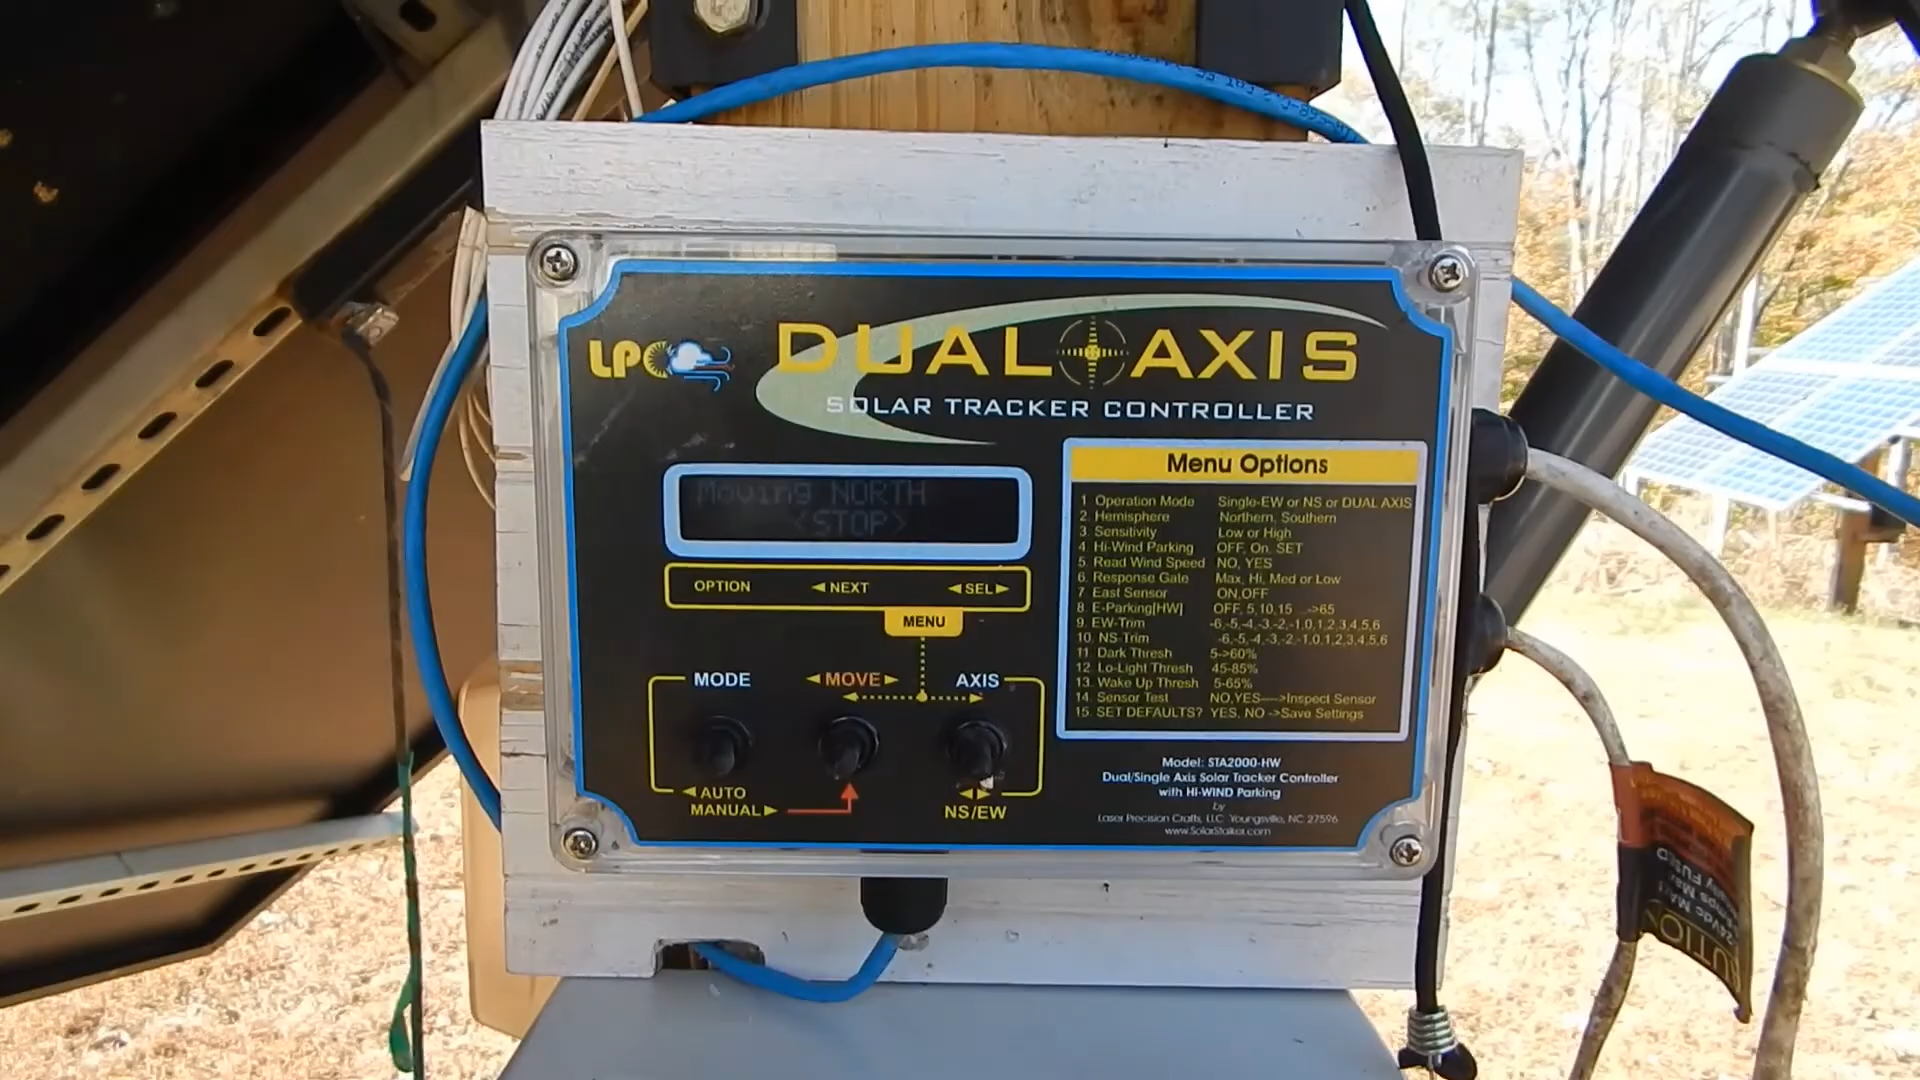 LPC
DUAL AXIS
SOLAR TRACKER CONTROLLER
Moving NORTH
<STOP>
OPTION ◄NEXT ◄SEL►
MENU
MODE ◄MOVE► AXIS
◄AUTO
MANUAL►
◄►
NS/EW
Menu Options
1. Operation Mode Single-EW or NS or DUAL AXIS
2. Hemisphere Northern, Southern
3. Sensitivity Low or High
4. Hi-Wind Parking OFF, On, SET
5. Read Wind Speed NO, YES
6. Response Gate Max, Hi, Med or Low
7. East Sensor ON,OFF
8. E-Parking[HW] OFF, 5,10,15 ...->65
9. EW-Trim -6,-5,-4,-3,-2,-1,0,1,2,3,4,5,6
10. NS-Trim -6,-5,-4,-3,-2,-1,0,1,2,3,4,5,6
11. Dark Thresh 5->60%
12. Lo-Light Thresh 45-85%
13. Wake Up Thresh 5-65%
14. Sensor Test NO,YES---->Inspect Sensor
15. SET DEFAULTS? YES, NO ->Save Settings
Model: STA2000-HW
Dual/Single Axis Solar Tracker Controller
with HI-WIND Parking
by
Laser Precision Crafts, LLC Youngsville, NC 27596
www.SolarStalker.com